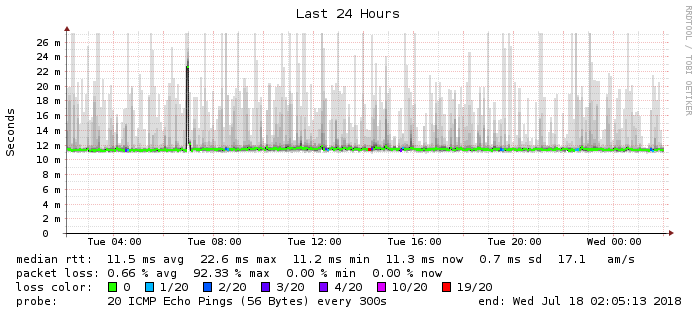 Last 24 Hours
RRDTOOL / TOBI OETIKER
Seconds
26 m
24 m
22 m
20 m
18 m
16 m
14 m
12 m
10 m
8 m
6 m
4 m
2 m
0
Tue 04:00 Tue 08:00 Tue 12:00 Tue 16:00 Tue 20:00 Wed 00:00
median rtt: 11.5 ms avg 22.6 ms max 11.2 ms min 11.3 ms now 0.7 ms sd 17.1 am/s
packet loss: 0.66 % avg 92.33 % max 0.00 % min 0.00 % now
loss color: 0 1/20 2/20 3/20 4/20 10/20 19/20
probe: 20 ICMP Echo Pings (56 Bytes) every 300s end: Wed Jul 18 02:05:13 2018